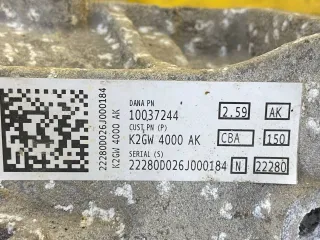 22280D026J000184
K2GW 4000 AK
DANA PN
10037244
2.59 AK
CUST.PN (P)
K2GW 4000 AK
CBA 150
SERIAL (S)
22280D026J000184
N 22280